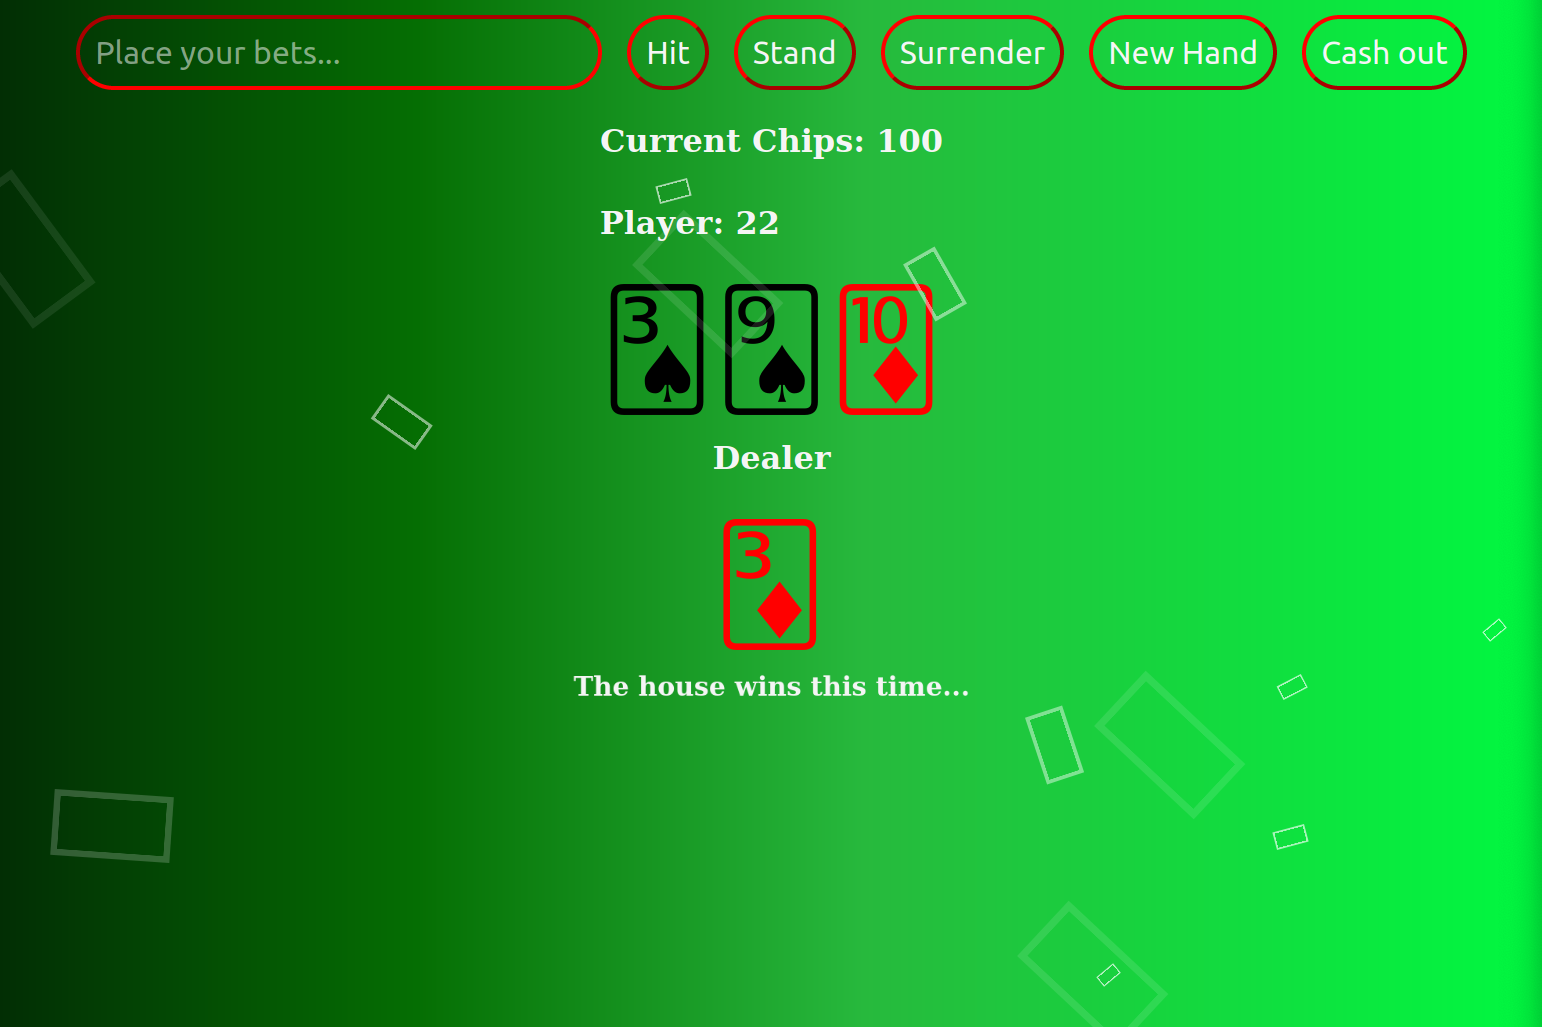 Place your bets... Hit Stand Surrender New Hand Cash out
Current Chips: 100
Player: 22
3 9 10
Dealer
3
The house wins this time...